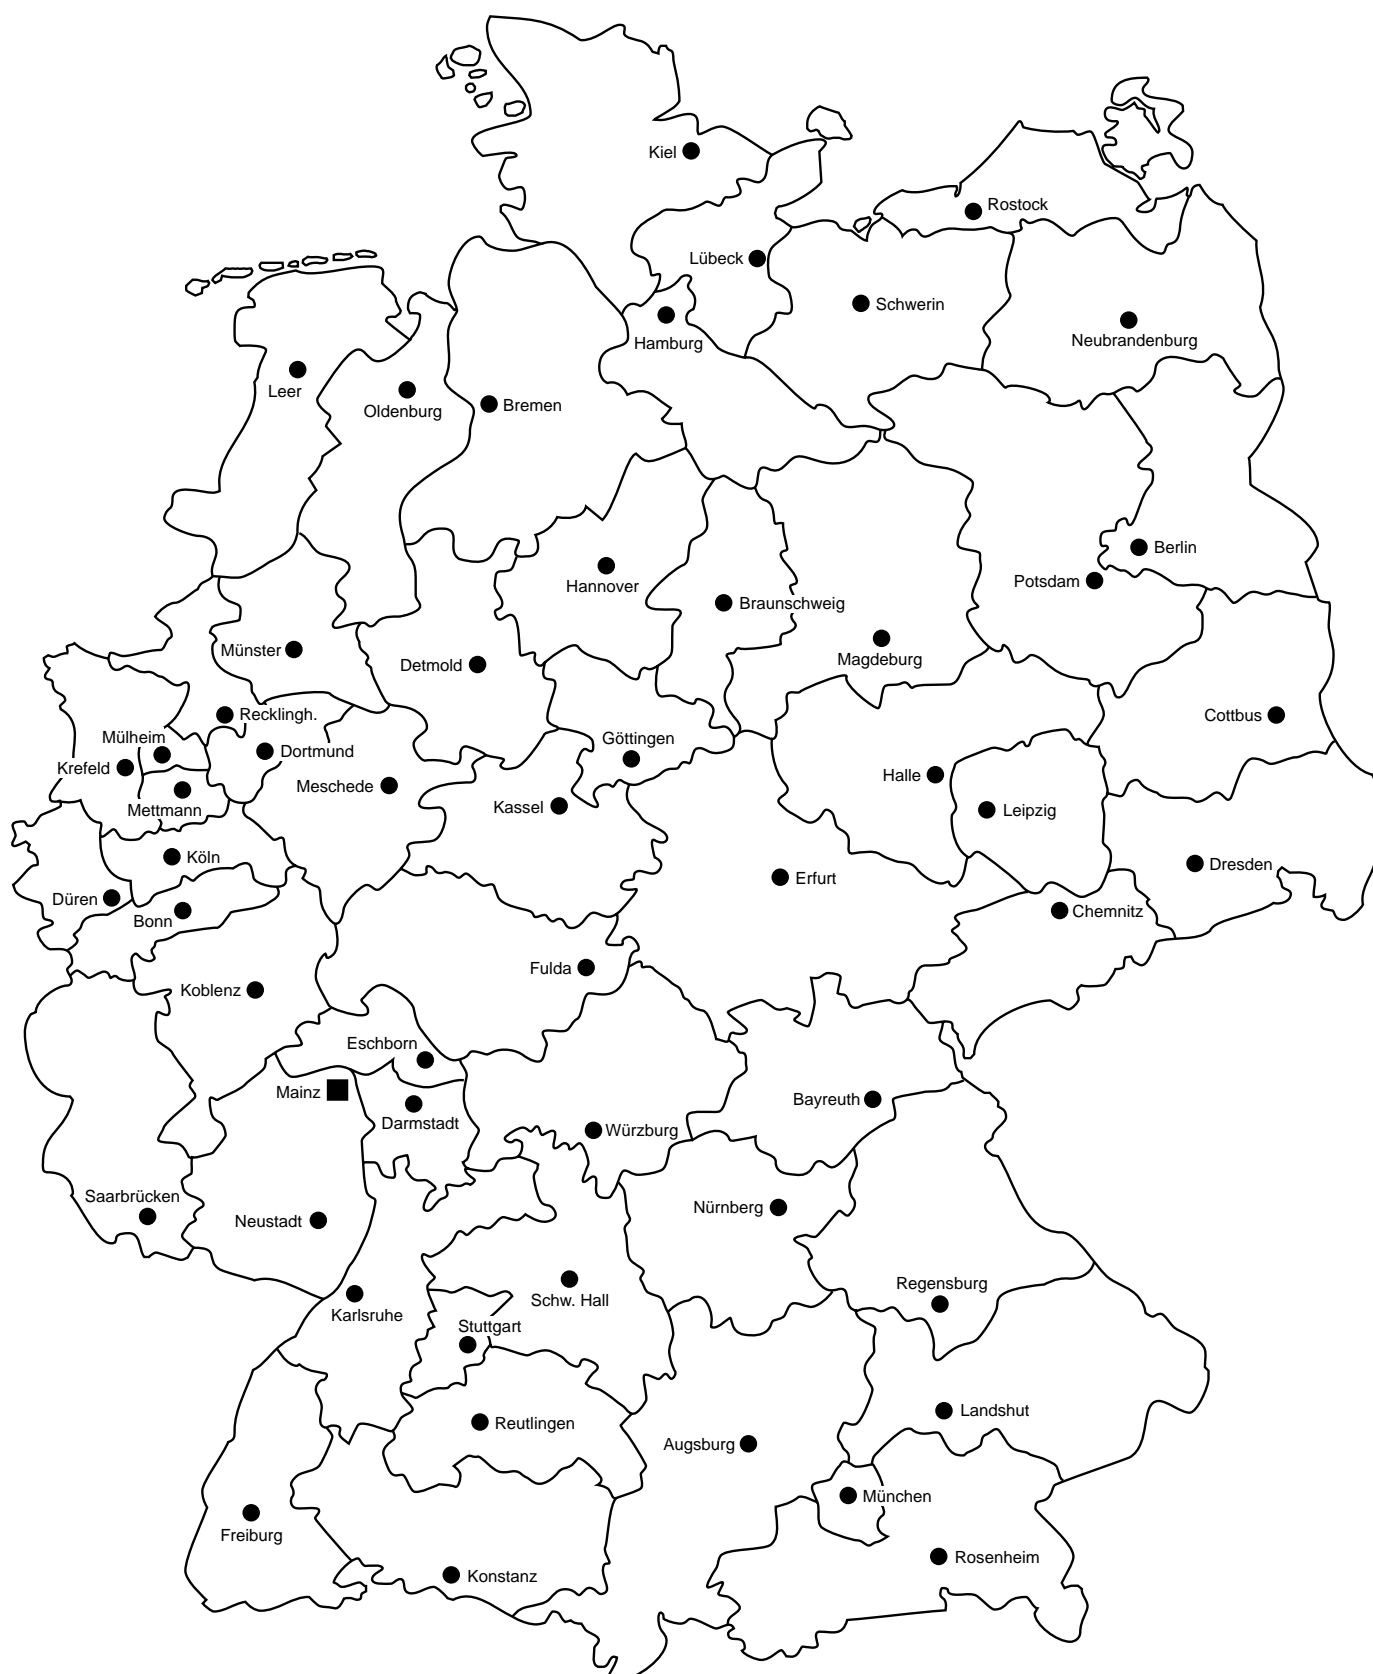 Kiel
Rostock
Lübeck
Schwerin
Hamburg
Neubrandenburg
Leer
Oldenburg
Bremen
Berlin
Hannover
Potsdam
Braunschweig
Münster
Detmold
Magdeburg
Recklingh.
Cottbus
Mülheim
Dortmund
Göttingen
Krefeld
Halle
Meschede
Kassel
Mettmann
Leipzig
Köln
Dresden
Erfurt
Düren
Bonn
Chemnitz
Fulda
Koblenz
Eschborn
Mainz
Bayreuth
Darmstadt
Würzburg
Saarbrücken
Nürnberg
Neustadt
Regensburg
Schw. Hall
Karlsruhe
Stuttgart
Landshut
Reutlingen
Augsburg
München
Freiburg
Rosenheim
Konstanz